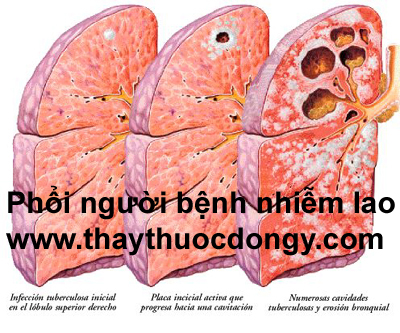 Phổi người bệnh nhiễm lao
www.thaythuocdongy.com
Infección tuberculosa inicial
en el lóbulo superior derecho
Placa incicial activa que
progresa hacia una cavitación
Numerosas cavidades
tuberculosas y erosión bronquial